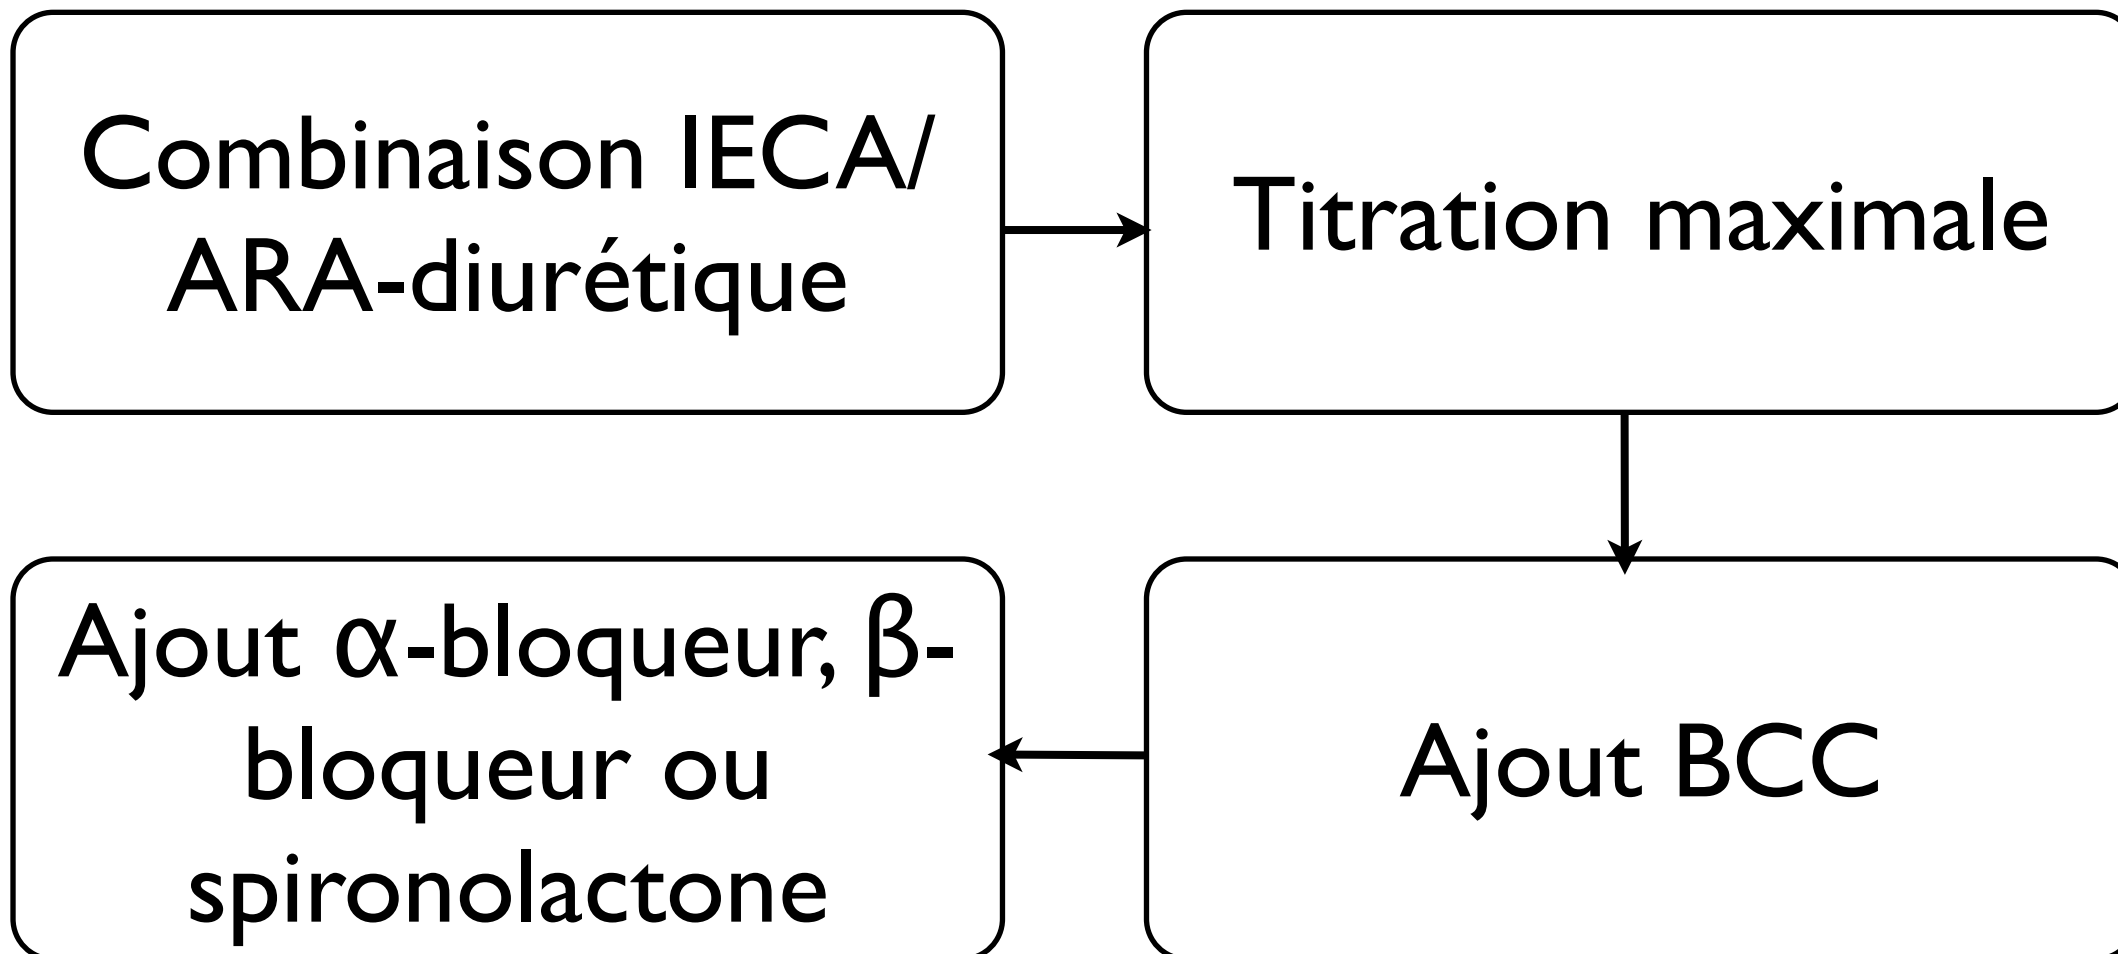 Combinaison IECA/
ARA-diurétique
Titration maximale
Ajout BCC
Ajout α-bloqueur, β-
bloqueur ou
spironolactone